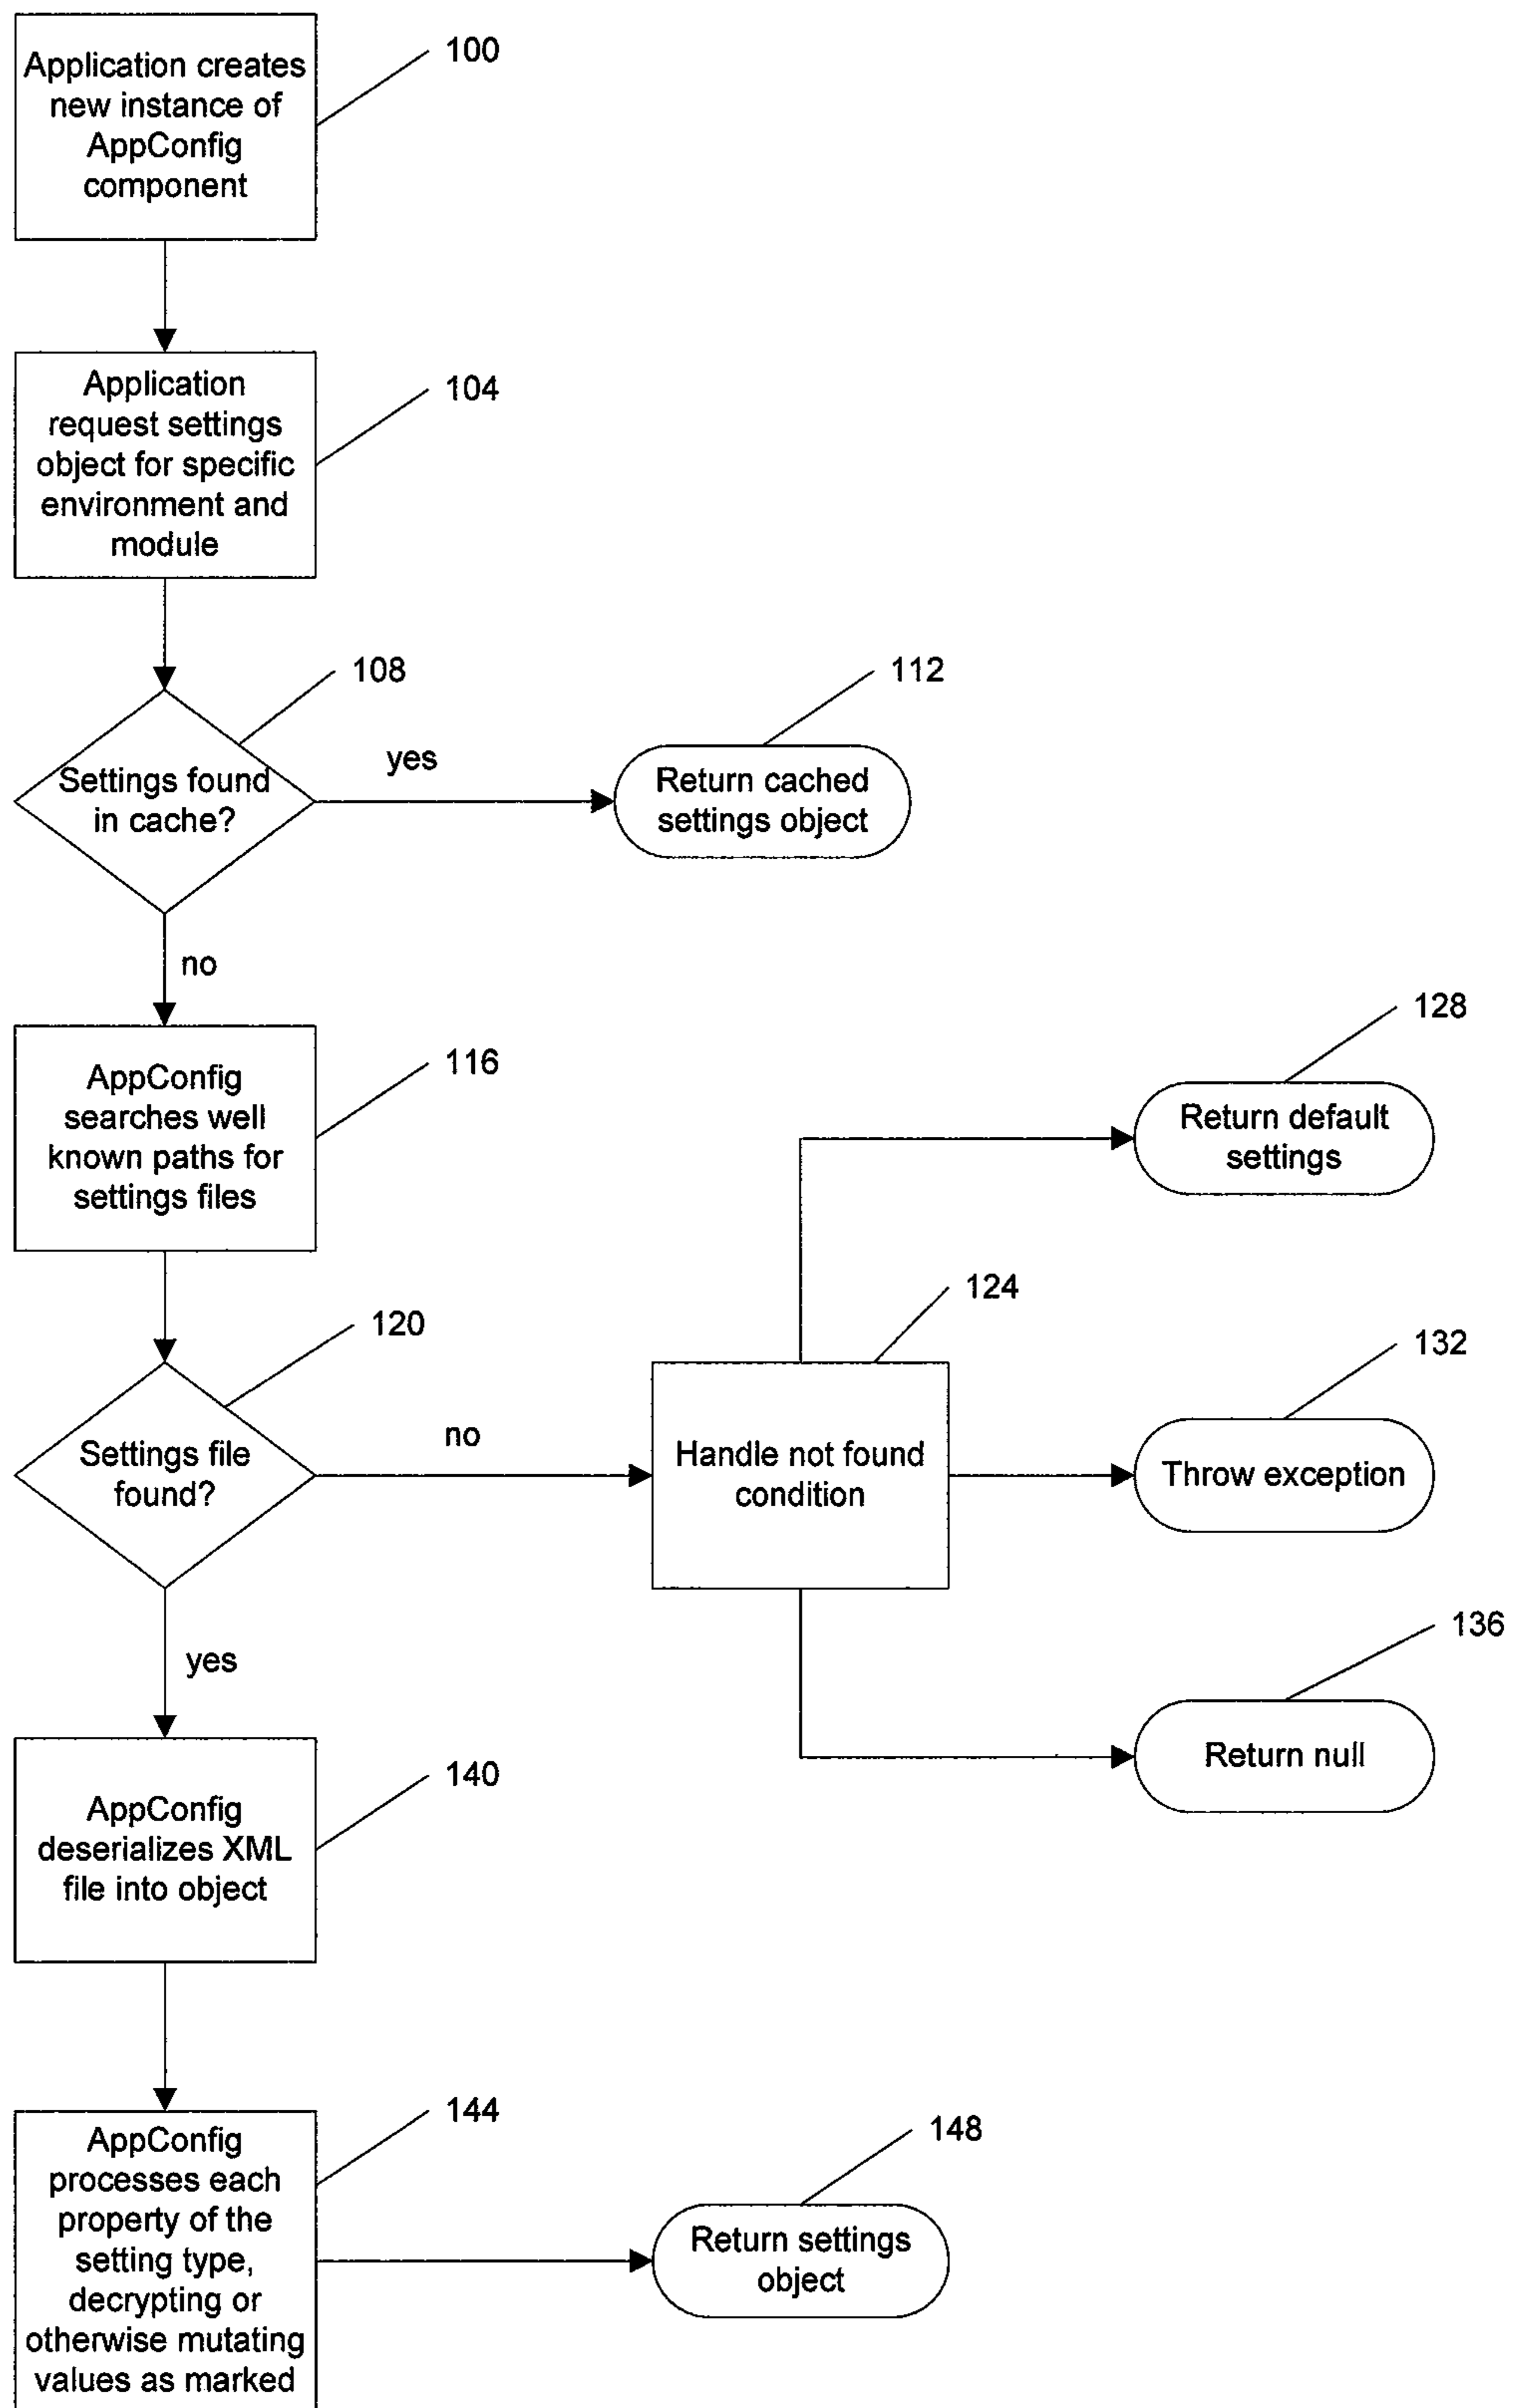 Application creates
new instance of
AppConfig
component
100
Application
request settings
object for specific
environment and
module
104
108
Settings found
in cache?
yes
112
Return cached
settings object
no
AppConfig
searches well
known paths for
settings files
116
128
Return default
settings
120
Settings file
found?
no
124
Handle not found
condition
132
Throw exception
136
Return null
yes
AppConfig
deserializes XML
file into object
140
AppConfig
processes each
property of the
setting type,
decrypting or
otherwise mutating
values as marked
144
148
Return settings
object